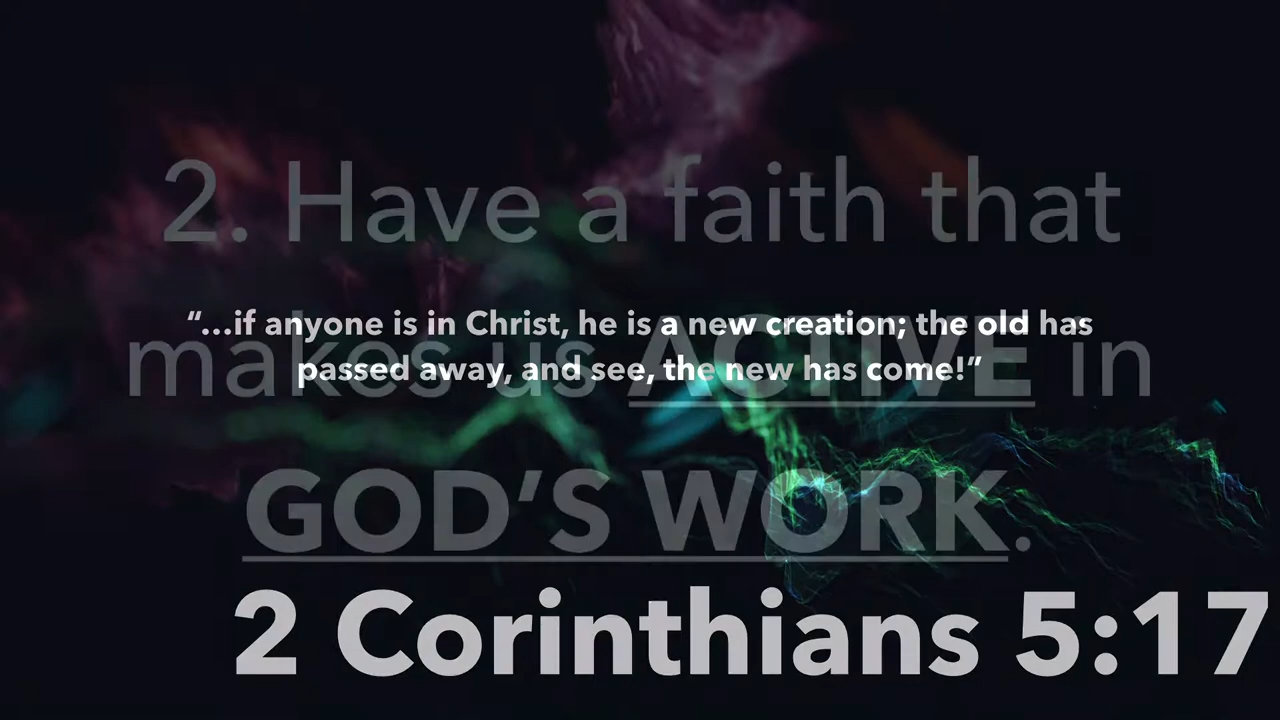 2. Have a faith that
“…if anyone is in Christ, he is a new creation; the old has
makes us ACTIVE in
passed away, and see, the new has come!”
GOD’S WORK.
2 Corinthians 5:17